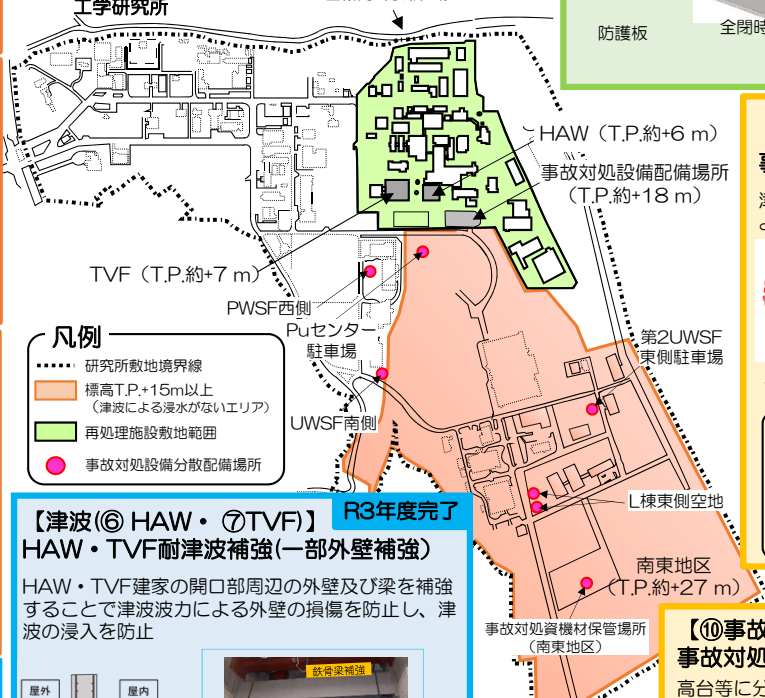 工学研究所
防護板
全閉時
HAW（T.P.約+6 m）
事故対処設備配備場所
（T.P.約+18 m）
TVF（T.P.約+7 m）
PWSF西側
Puセンター
駐車場
UWSF南側
第2UWSF
東側駐車場
L棟東側空地
南東地区
（T.P.約+27 m）
事故対処資機材保管場所
（南東地区）
凡例
研究所敷地境界線
標高T.P.+15m以上
（津波による浸水がないエリア）
再処理施設敷地範囲
事故対処設備分散配備場所
R3年度完了
【津波(⑥ HAW・ ⑦TVF)】
HAW・TVF耐津波補強(一部外壁補強)
HAW・TVF建家の開口部周辺の外壁及び梁を補強
することで津波波力による外壁の損傷を防止し、津
波の浸入を防止
鉄骨梁補強
屋外
屋内
【⑩事故
事故対処
高台等に分